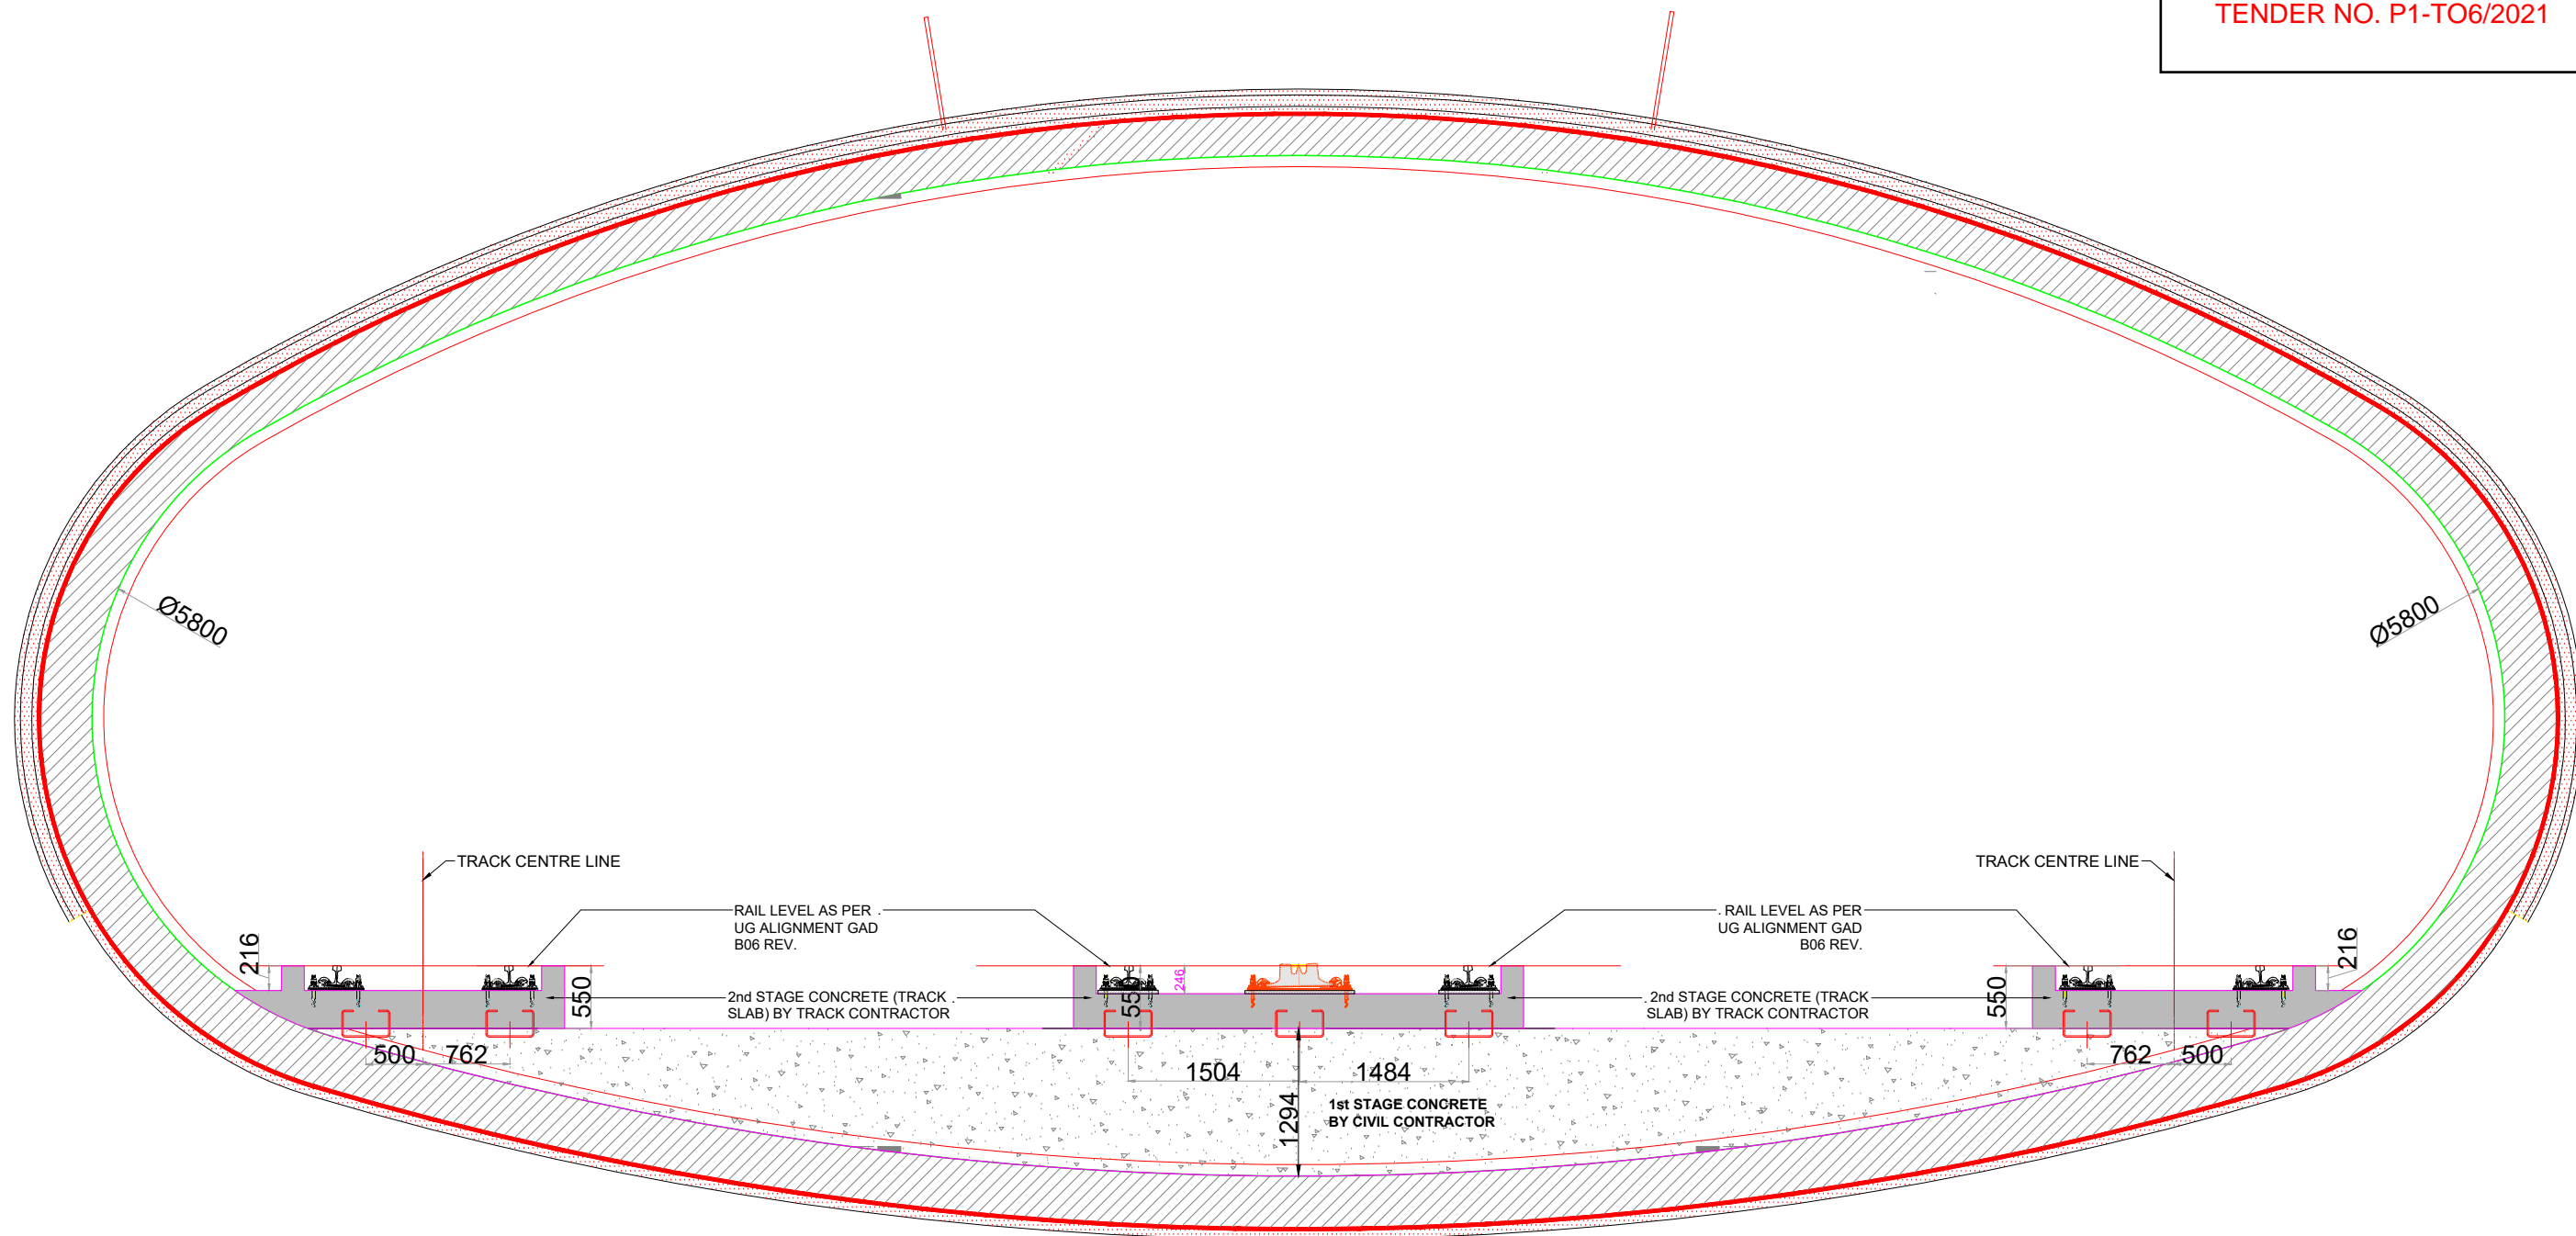 TENDER NO. P1-TO6/2021
Ø5800
Ø5800
TRACK CENTRE LINE
TRACK CENTRE LINE
RAIL LEVEL AS PER .
UG ALIGNMENT GAD
B06 REV.
. RAIL LEVEL AS PER
UG ALIGNMENT GAD
B06 REV.
216
550
550
246
550
216
2nd STAGE CONCRETE (TRACK .
SLAB) BY TRACK CONTRACTOR
. 2nd STAGE CONCRETE (TRACK
SLAB) BY TRACK CONTRACTOR
500
762
1504
1484
762
500
1294
1st STAGE CONCRETE
BY CIVIL CONTRACTOR